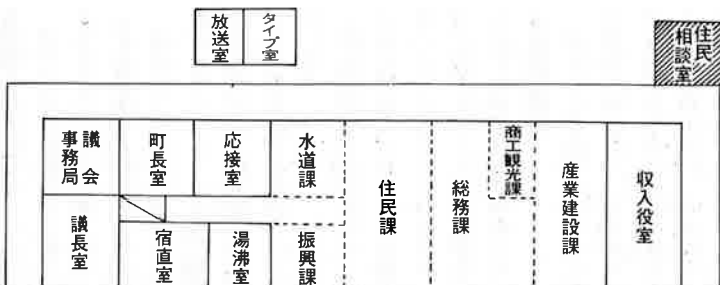 放送室
タイプ室
住民
相談室
議会
事務局
町長室
応接室
水道課
住民課
総務課
商工観光課
産業建設課
収入役室
議長室
宿直室
湯沸室
振興課